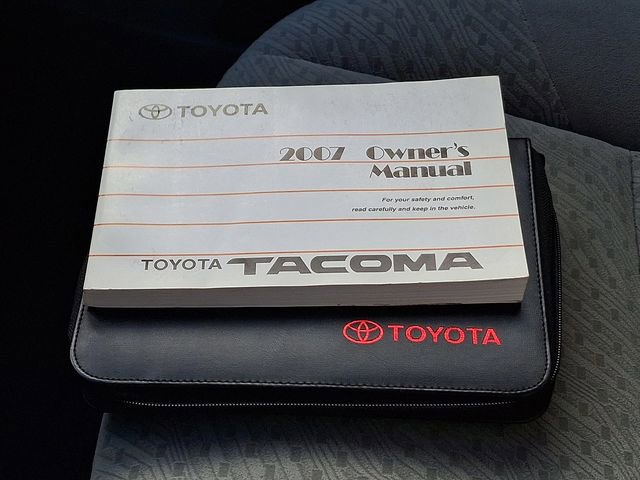 TOYOTA
2007 Owner's
Manual
For your safety and comfort,
read carefully and keep in the vehicle.
TOYOTA TACOMA
TOYOTA